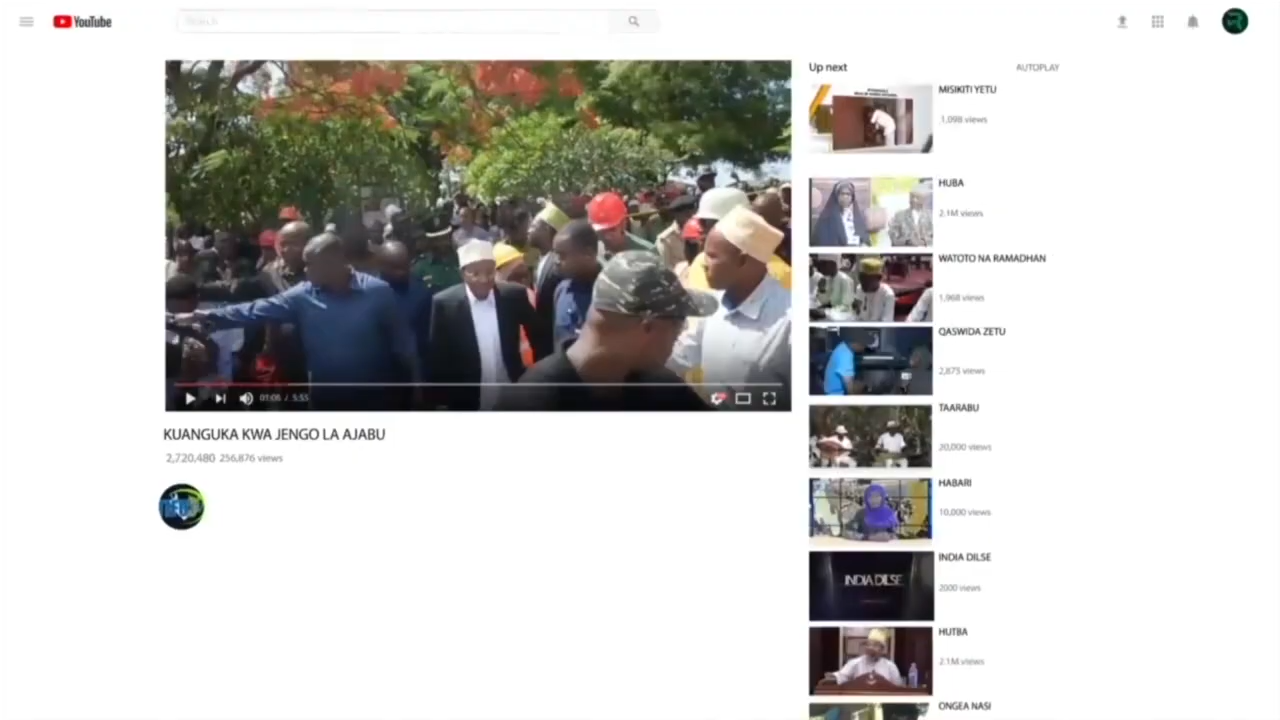 YouTube
Search
Up next
AUTOPLAY
MISIKITI YETU
1,098 views
HUBA
2.1M views
WATOTO NA RAMADHAN
1,968 views
QASWIDA ZETU
2,875 views
TAARABU
20,000 views
HABARI
10,000 views
INDIA DILSE
INDIA DILSE
2000 views
HUTBA
2.1M views
ONGEA NASI
01:06 / 5:55
KUANGUKA KWA JENGO LA AJABU
2,720,480 256,876 views